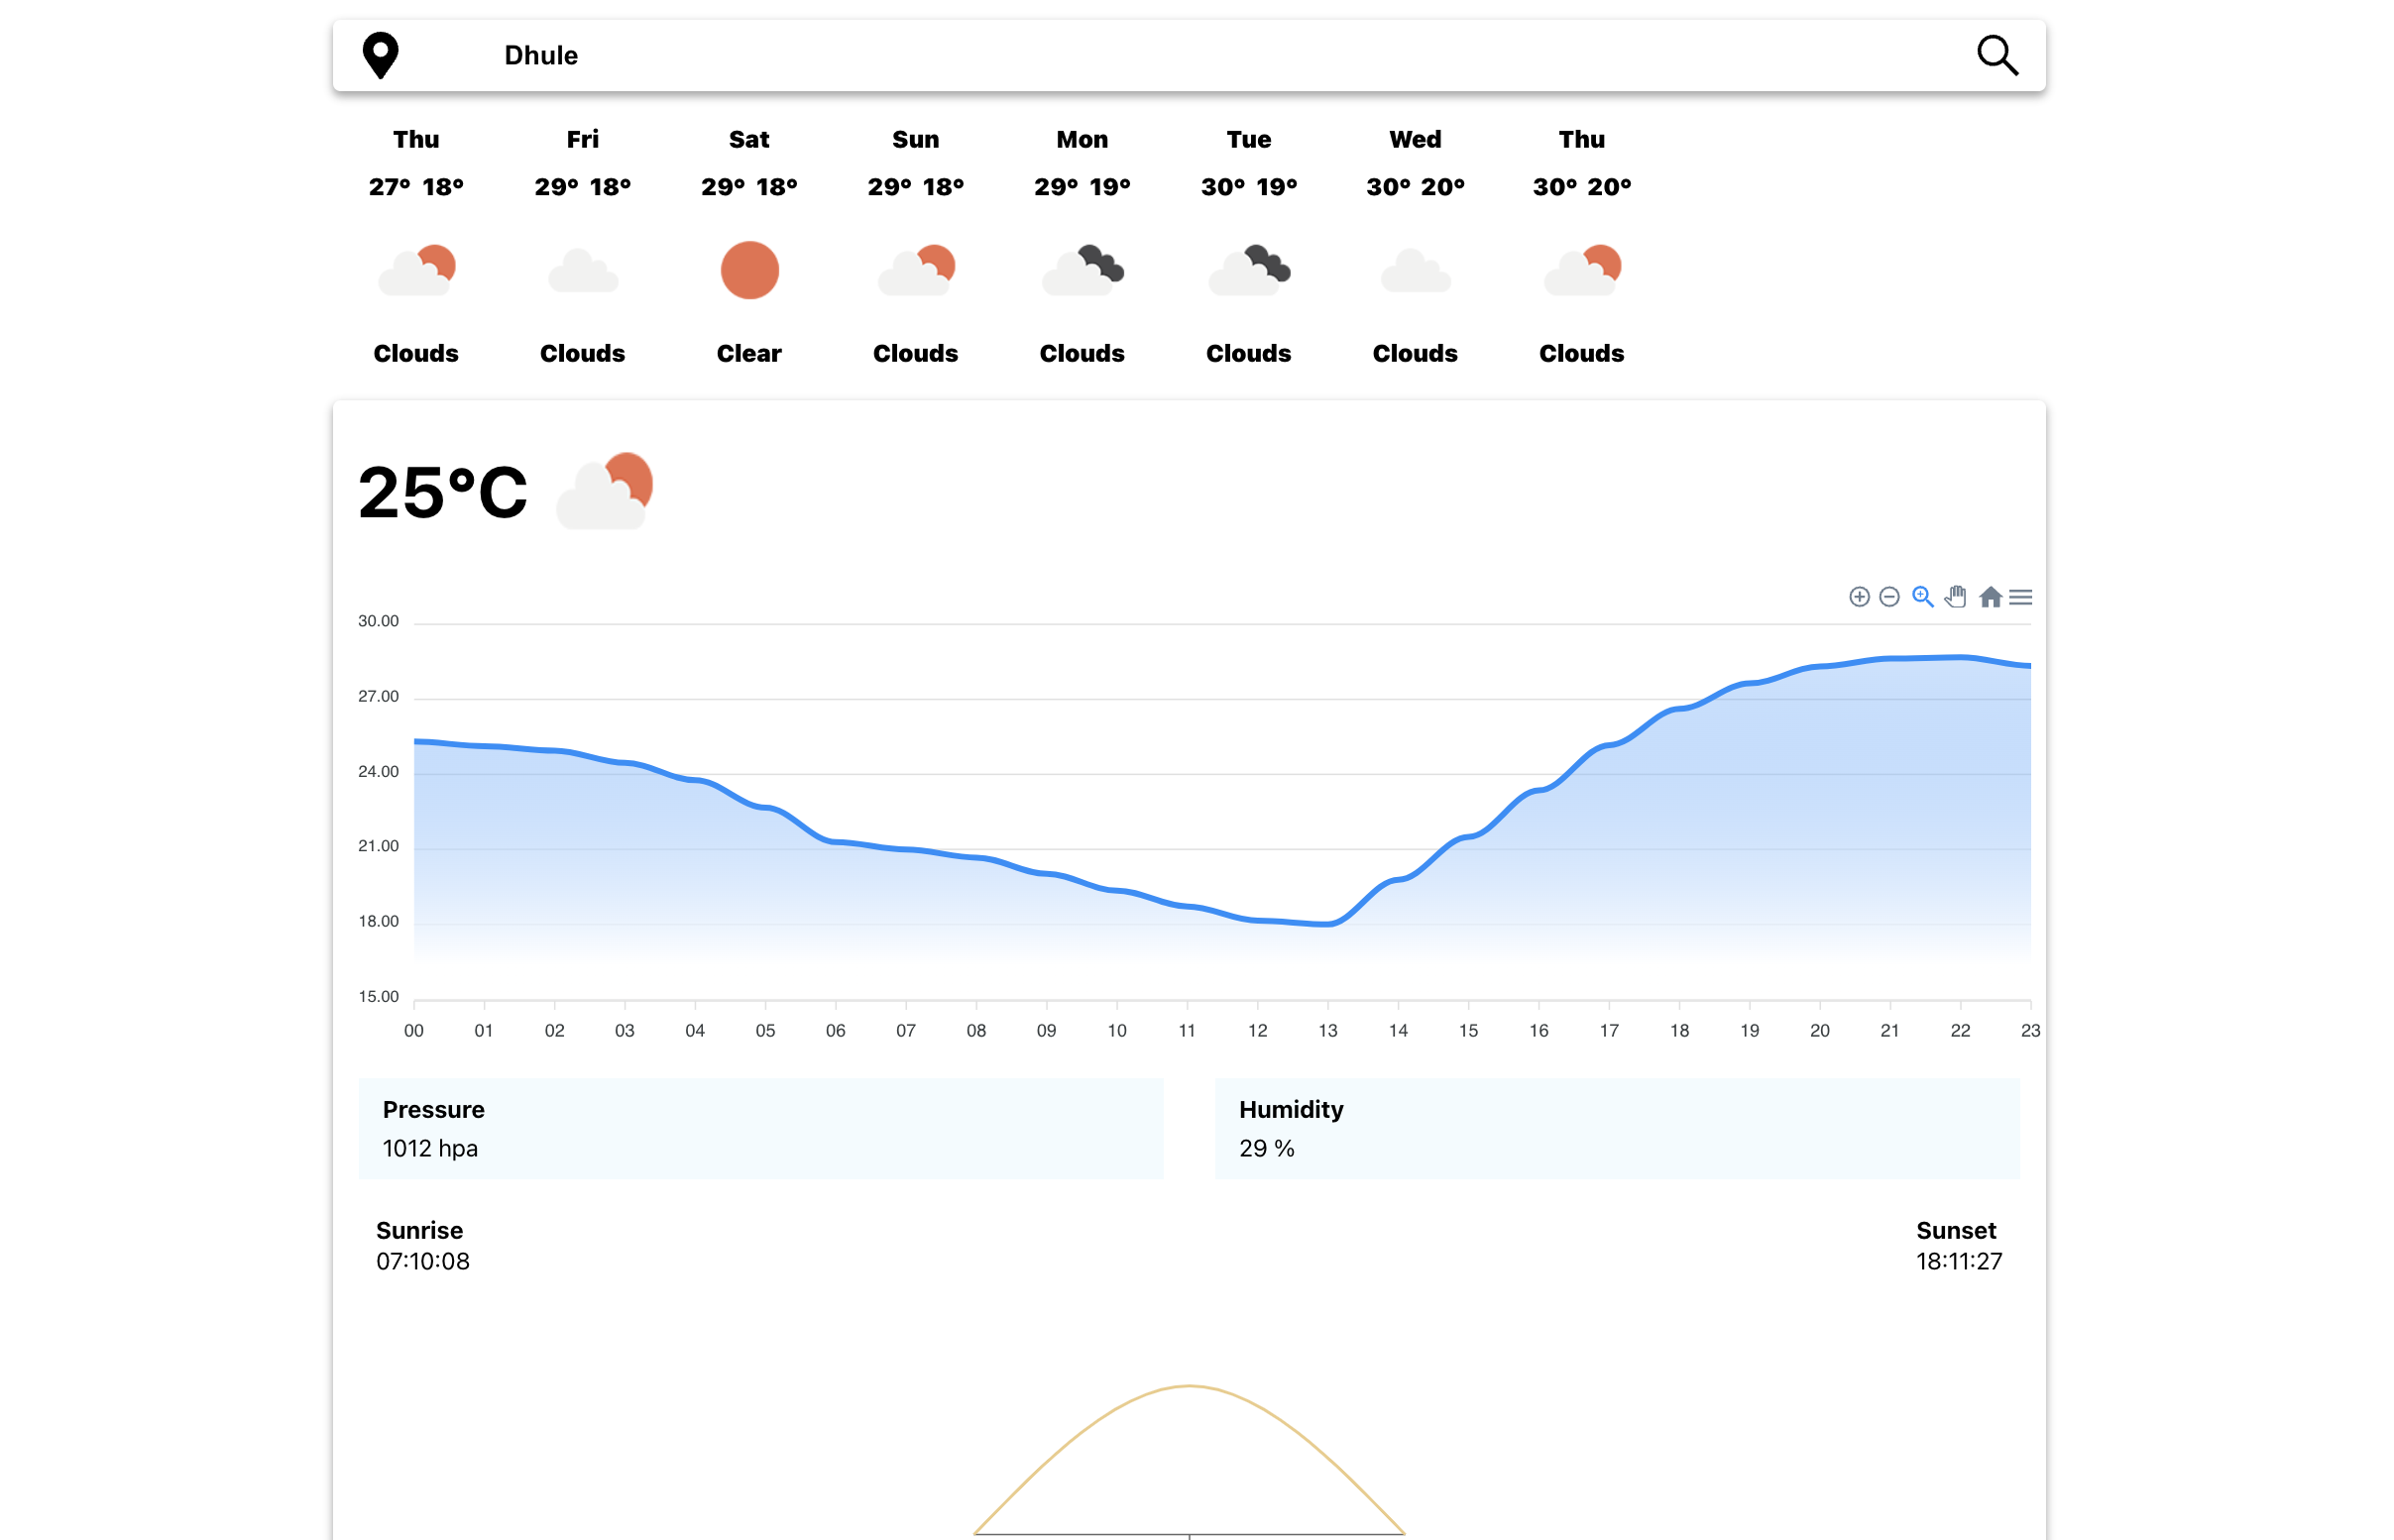 Dhule
Thu Fri Sat Sun Mon Tue Wed Thu
27° 18° 29° 18° 29° 18° 29° 18° 29° 19° 30° 19° 30° 20° 30° 20°
Clouds Clouds Clear Clouds Clouds Clouds Clouds Clouds
25°C
30.00
27.00
24.00
21.00
18.00
15.00
00 01 02 03 04 05 06 07 08 09 10 11 12 13 14 15 16 17 18 19 20 21 22 23
Pressure
1012 hpa
Humidity
29 %
Sunrise
07:10:08
Sunset
18:11:27